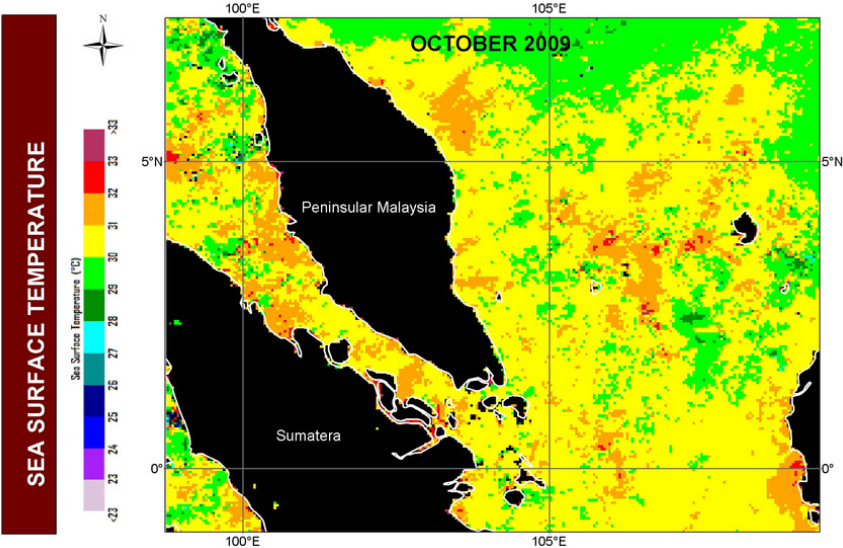 N
100°E
105°E
OCTOBER 2009
SEA SURFACE TEMPERATURE
Sea Surface Temperature (°C)
>33
33
32
31
30
29
28
27
26
25
24
23
<23
5°N
5°N
Peninsular Malaysia
Sumatera
0°
0°
100°E
105°E